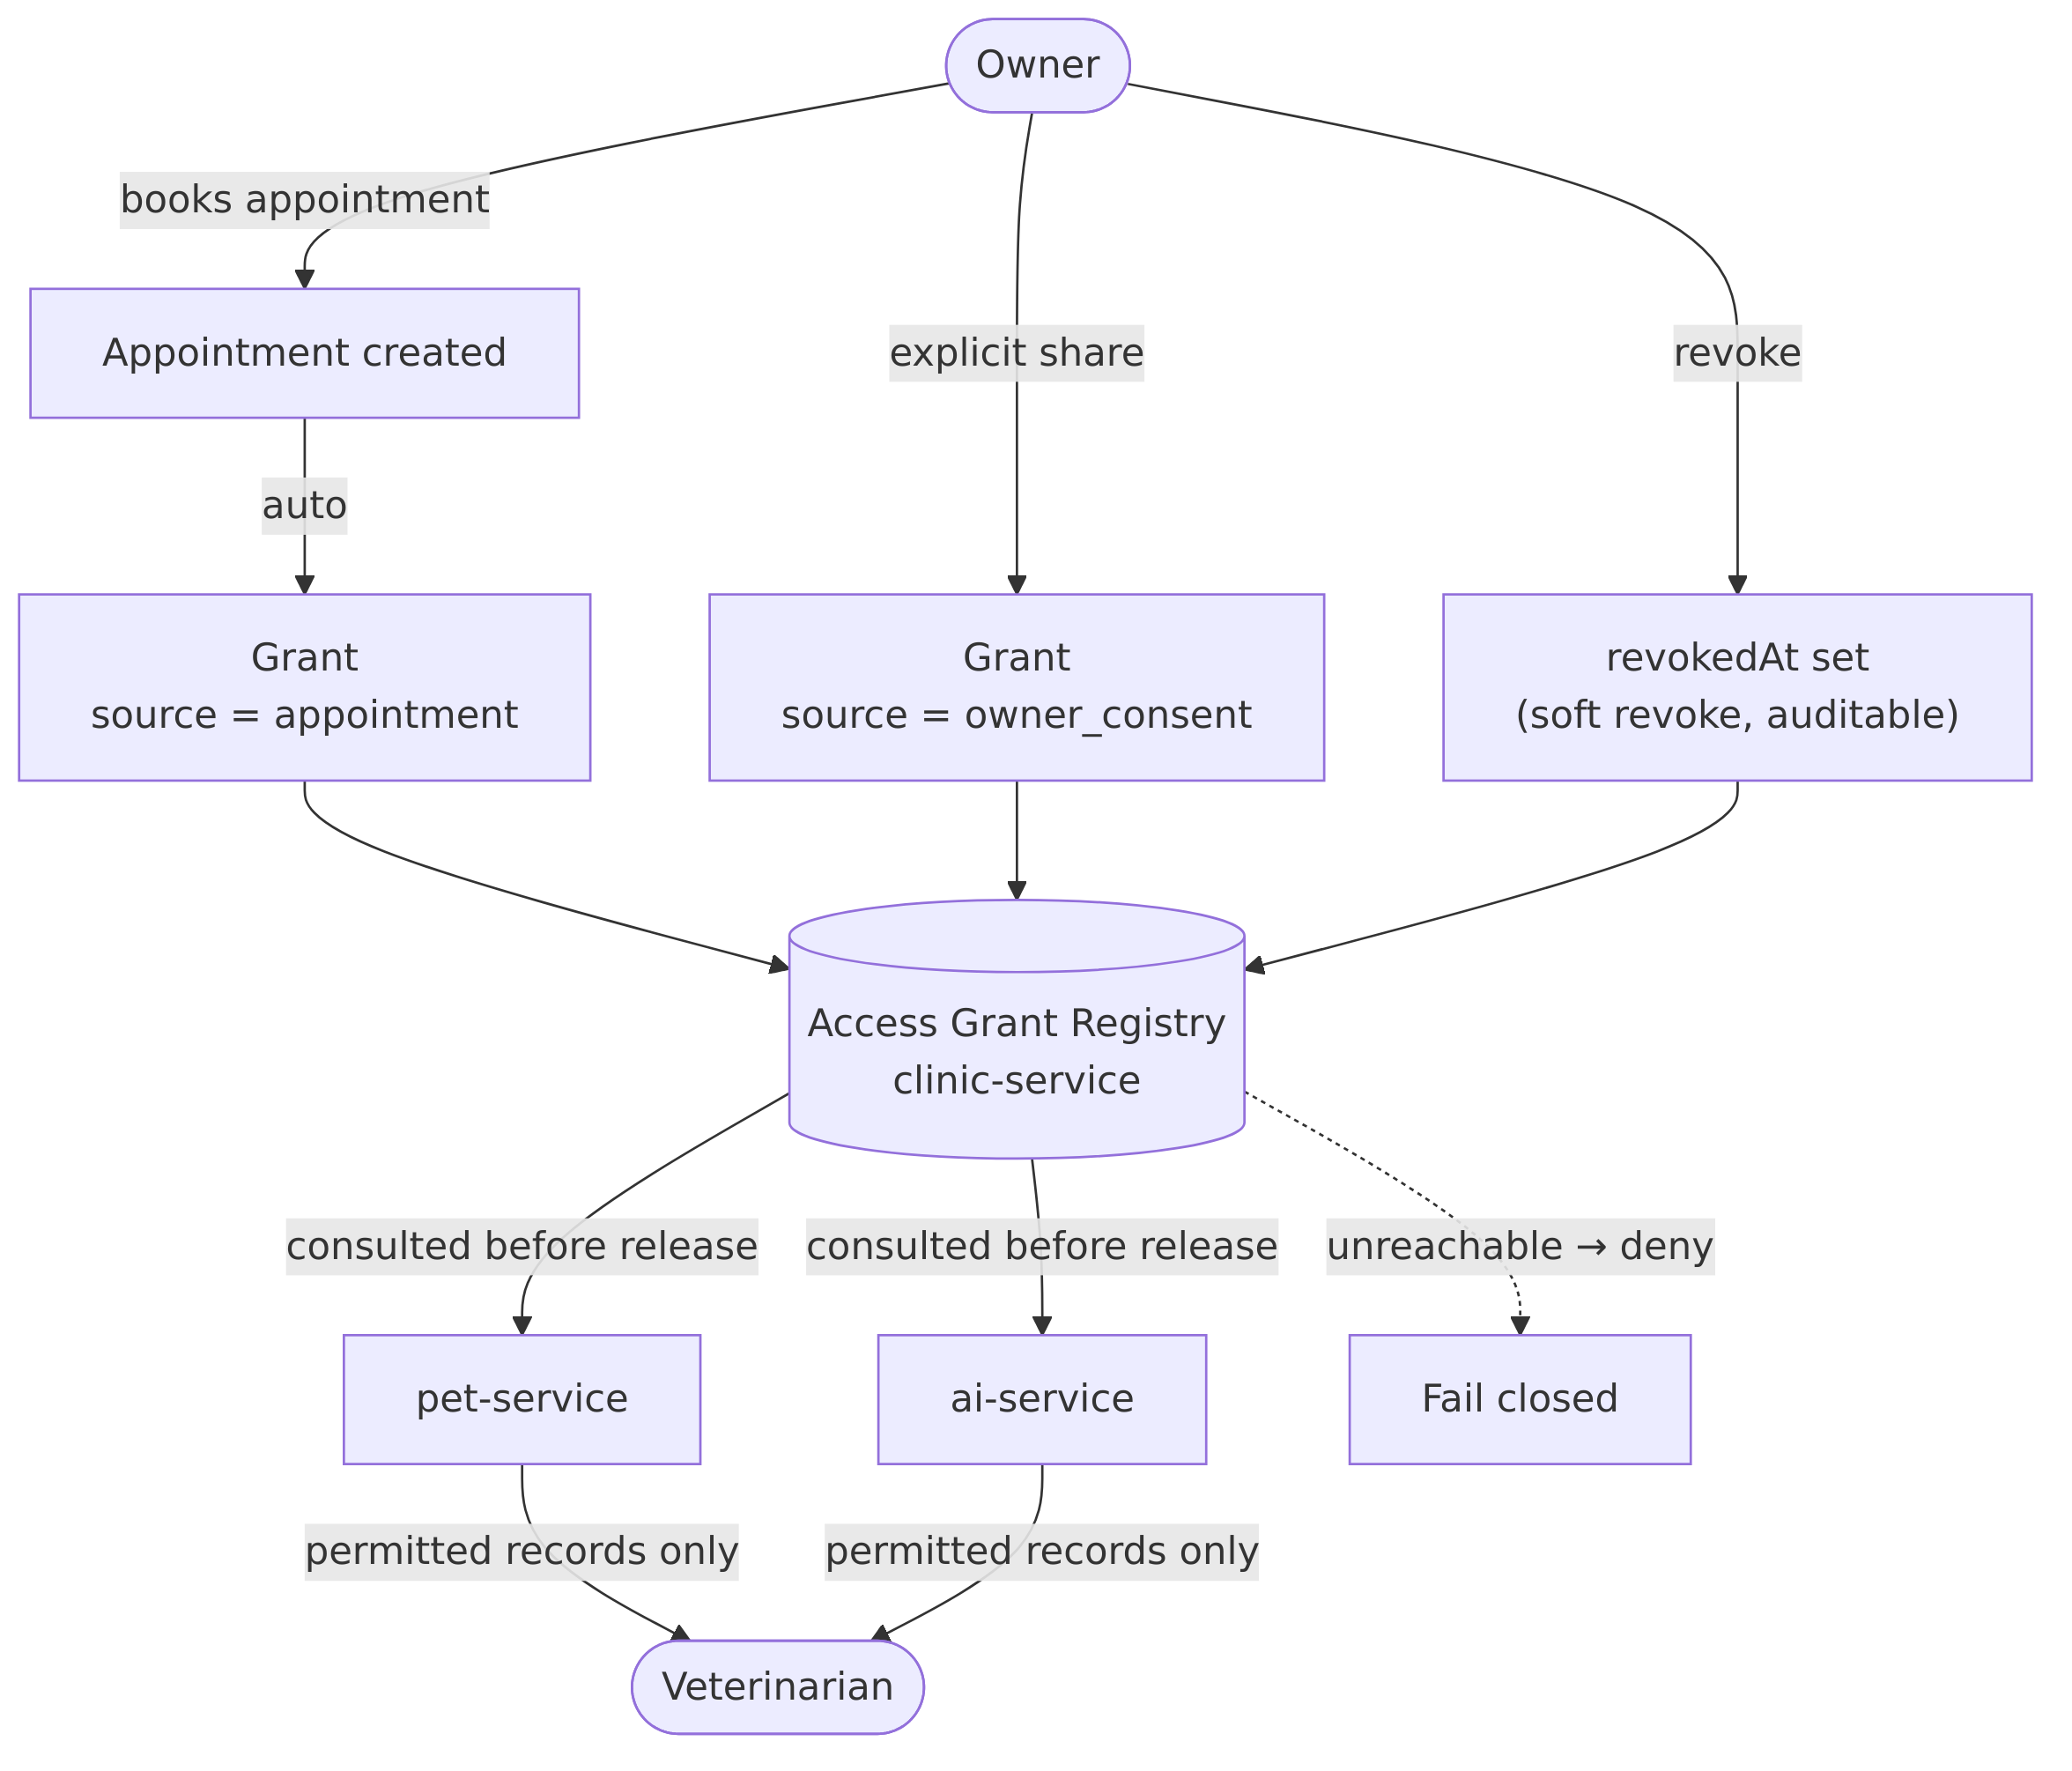 Owner
books appointment
Appointment created
explicit share
revoke
auto
Grant
source = appointment
Grant
source = owner_consent
revokedAt set
(soft revoke, auditable)
Access Grant Registry
clinic-service
consulted before release
consulted before release
unreachable → deny
pet-service
ai-service
Fail closed
permitted records only
permitted records only
Veterinarian